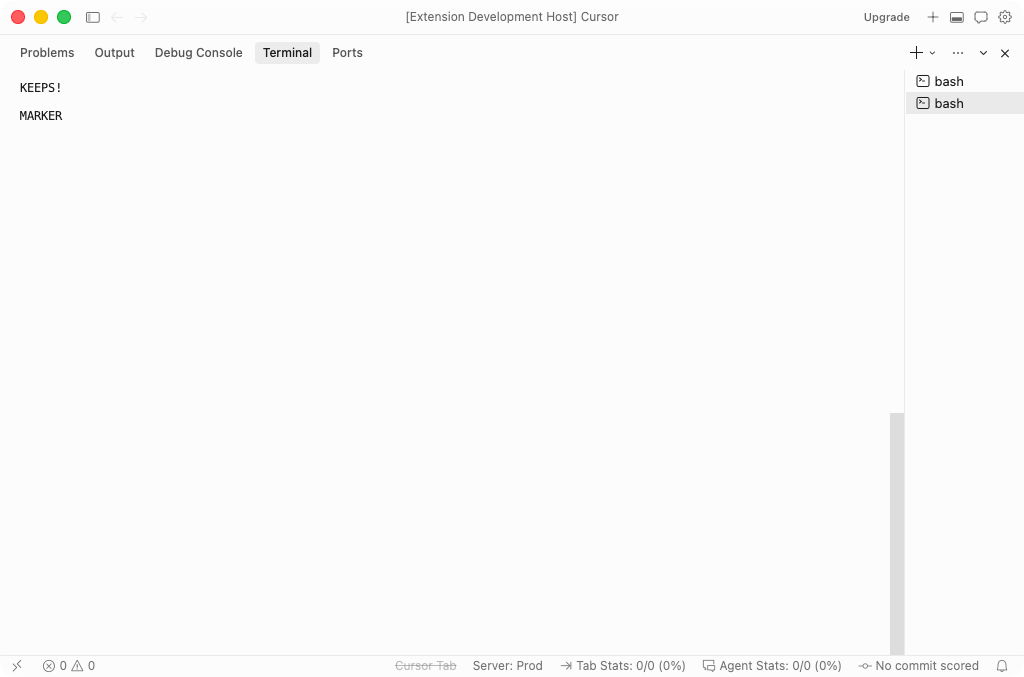 [Extension Development Host] Cursor
Upgrade
Problems Output Debug Console Terminal Ports
KEEPS!
MARKER
bash
bash
0 0 Cursor Tab Server: Prod Tab Stats: 0/0 (0%) Agent Stats: 0/0 (0%) No commit scored